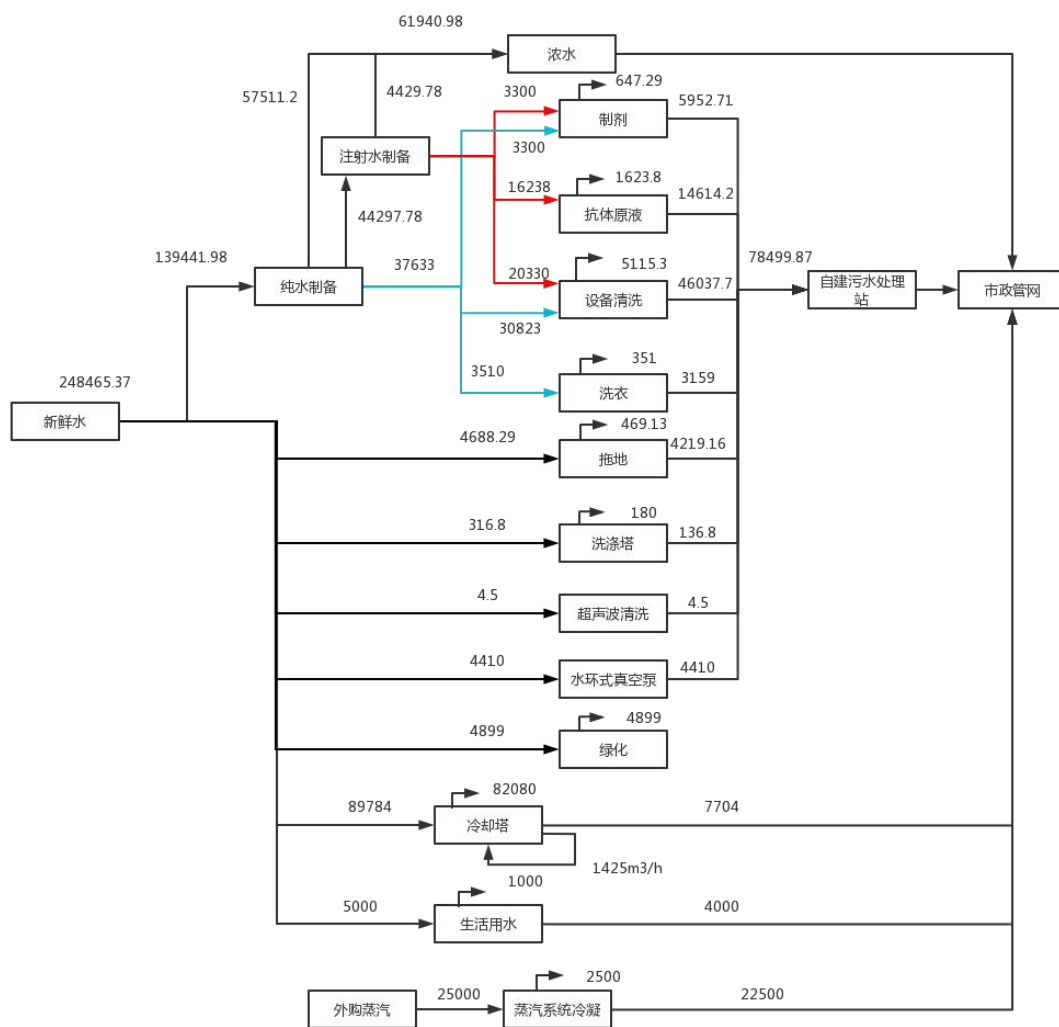 61940.98
浓水
57511.2
4429.78
3300
647.29
5952.71
制剂
注射水制备
3300
16238
1623.8
14614.2
抗体原液
44297.78
139441.98
37633
20330
5115.3
46037.7
78499.87
纯水制备
设备清洗
自建污水处理
站
市政管网
30823
248465.37
3510
351
3159
新鲜水
洗衣
4688.29
469.13
4219.16
拖地
316.8
180
136.8
洗涤塔
4.5
超声波清洗
4.5
4410
水环式真空泵
4410
4899
4899
绿化
89784
82080
7704
冷却塔
1425m3/h
5000
1000
4000
生活用水
25000
2500
22500
外购蒸汽
蒸汽系统冷凝